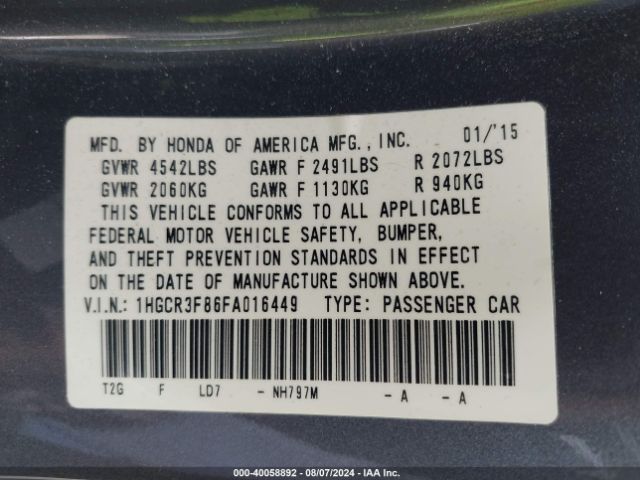 MFD. BY HONDA OF AMERICA MFG., INC. 01/'15
GVWR 4542LBS GAWR F 2491LBS R 2072LBS
GVWR 2060KG GAWR F 1130KG R 940KG
THIS VEHICLE CONFORMS TO ALL APPLICABLE
FEDERAL MOTOR VEHICLE SAFETY, BUMPER,
AND THEFT PREVENTION STANDARDS IN EFFECT
ON THE DATE OF MANUFACTURE SHOWN ABOVE.
V.I.N.: 1HGCR3F86FA016449 TYPE: PASSENGER CAR
T2G F LD7 - NH797M - A - A
000-40058892 - 08/07/2024 - IAA Inc.